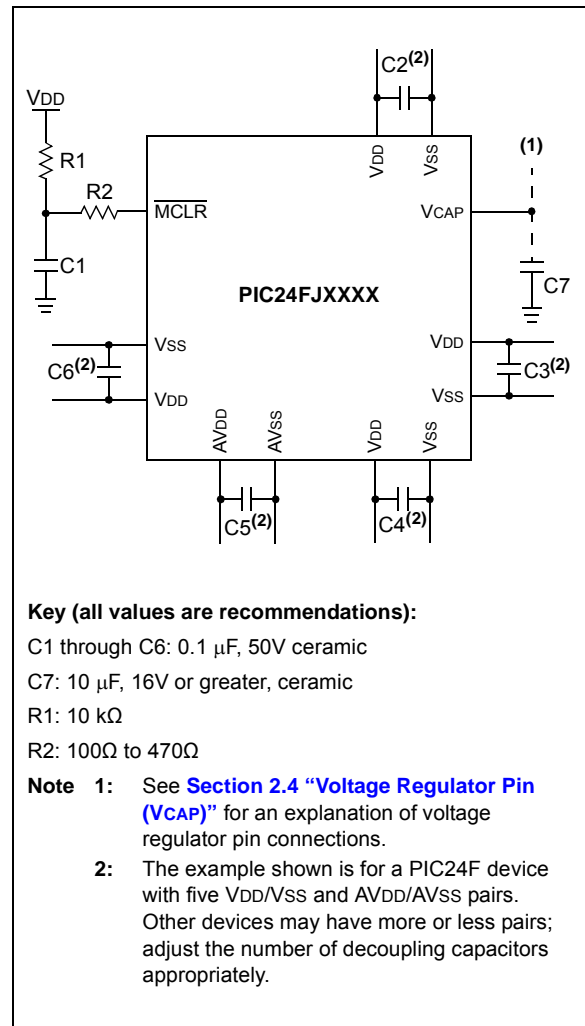 C2(2)
VDD
VDD
VSS
(1)
R1
R2
MCLR
VCAP
C1
C7
PIC24FJXXXX
VSS
VDD
C6(2)
C3(2)
VDD
VSS
AVDD
AVSS
VDD
VSS
C5(2)
C4(2)
Key (all values are recommendations):
C1 through C6: 0.1 μF, 50V ceramic
C7: 10 μF, 16V or greater, ceramic
R1: 10 kΩ
R2: 100Ω to 470Ω
Note 1: See Section 2.4 “Voltage Regulator Pin
(VCAP)” for an explanation of voltage
regulator pin connections.
2: The example shown is for a PIC24F device
with five VDD/VSS and AVDD/AVSS pairs.
Other devices may have more or less pairs;
adjust the number of decoupling capacitors
appropriately.